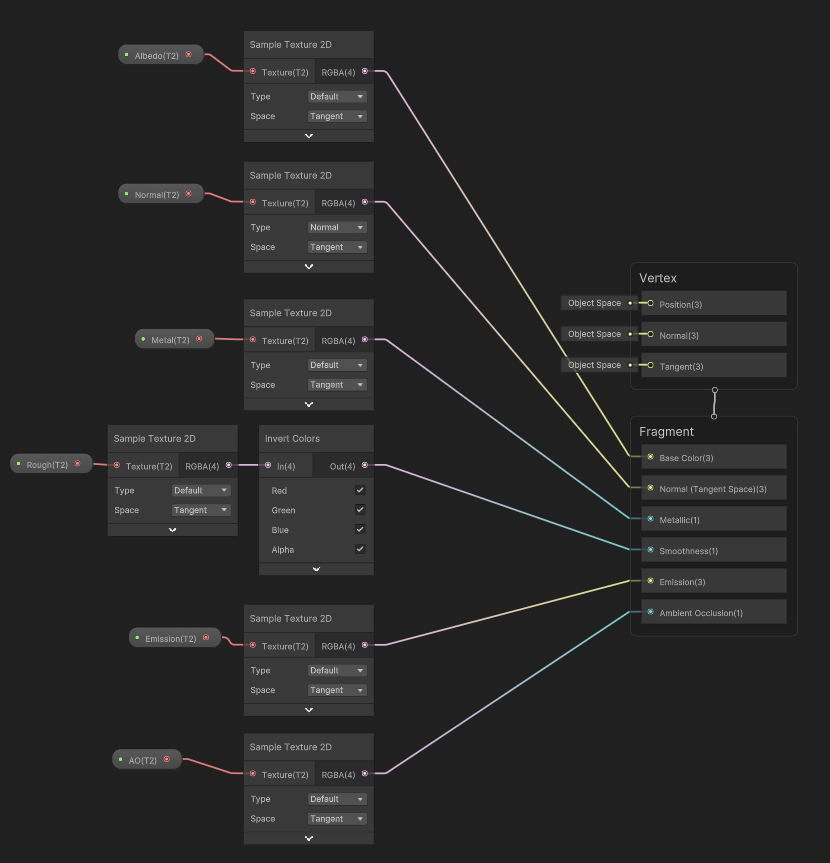 Albedo(T2)
Sample Texture 2D
Texture(T2) RGBA(4)
Type Default
Space Tangent
Normal(T2)
Sample Texture 2D
Texture(T2) RGBA(4)
Type Normal
Space Tangent
Metal(T2)
Sample Texture 2D
Texture(T2) RGBA(4)
Type Default
Space Tangent
Rough(T2)
Sample Texture 2D
Texture(T2) RGBA(4)
Type Default
Space Tangent
Invert Colors
In(4) Out(4)
Red
Green
Blue
Alpha
Emission(T2)
Sample Texture 2D
Texture(T2) RGBA(4)
Type Default
Space Tangent
AO(T2)
Sample Texture 2D
Texture(T2) RGBA(4)
Type Default
Space Tangent
Vertex
Object Space Position(3)
Object Space Normal(3)
Object Space Tangent(3)
Fragment
Base Color(3)
Normal (Tangent Space)(3)
Metallic(1)
Smoothness(1)
Emission(3)
Ambient Occlusion(1)